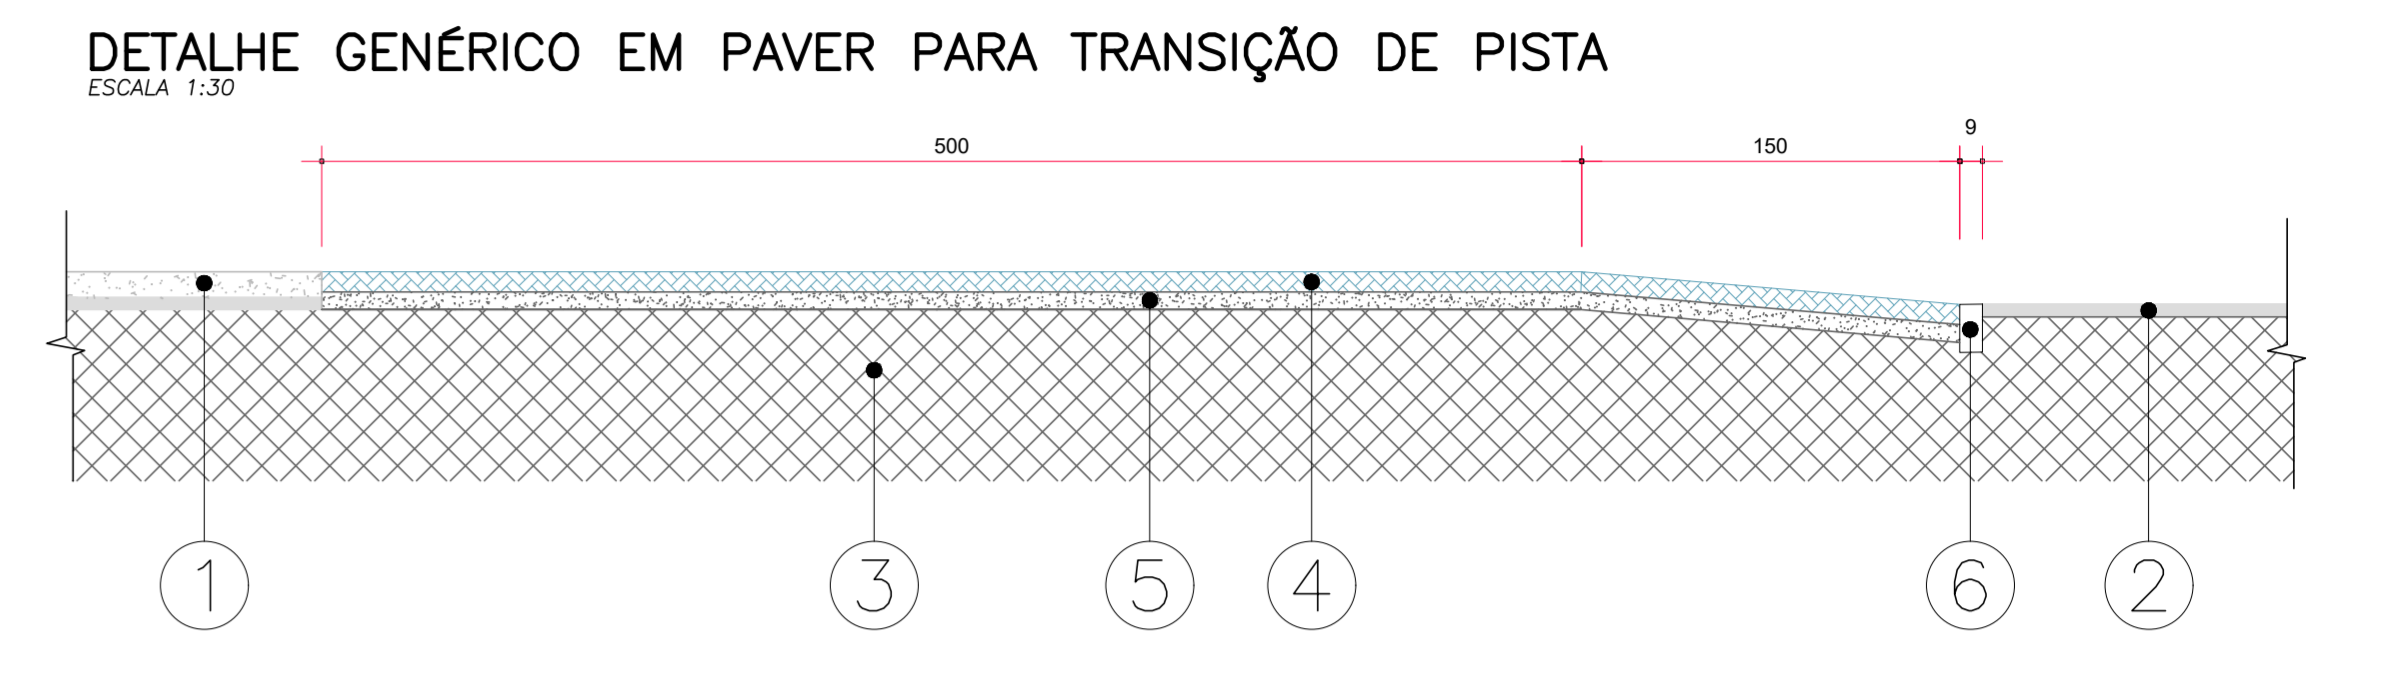 DETALHE GENÉRICO EM PAVER PARA TRANSIÇÃO DE PISTA
ESCALA 1:30
500 150 9
1 3 5 4 6 2